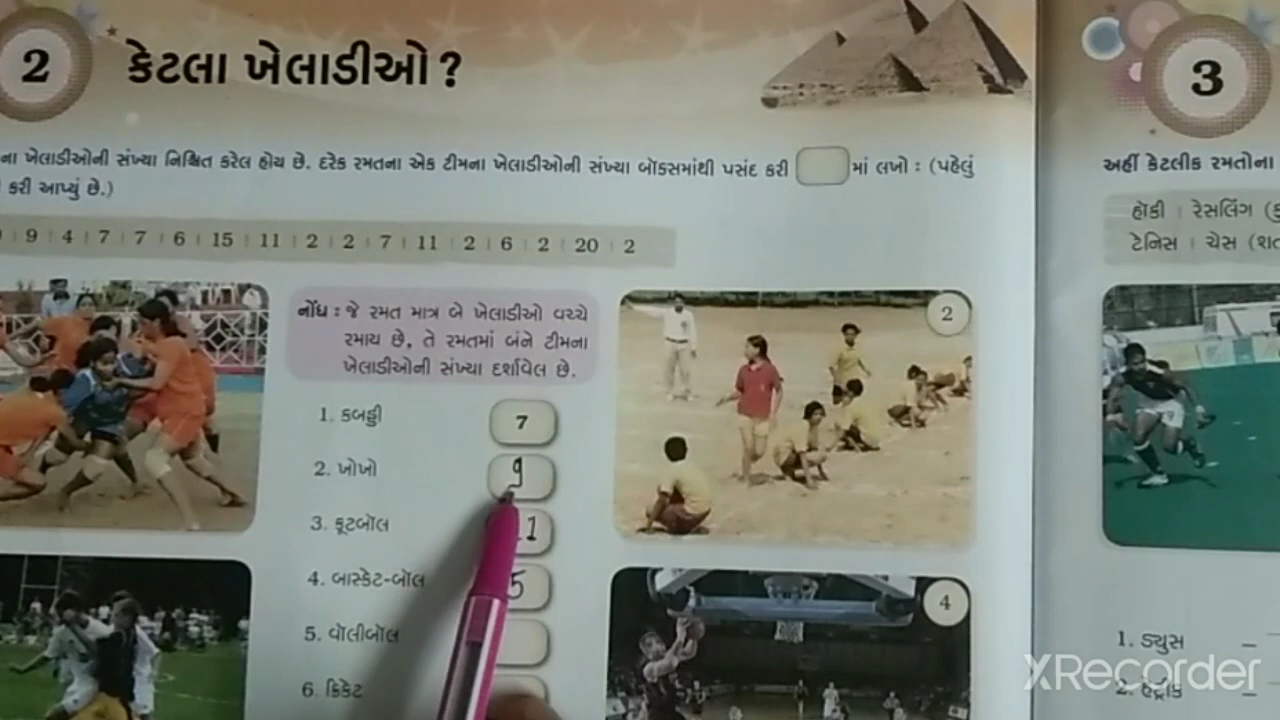 2 કેટલા ખેલાડીઓ ?
ના ખેલાડીઓની સંખ્યા નિશ્ચિત કરેલ હોય છે. દરેક રમતના એક ટીમના ખેલાડીઓની સંખ્યા બૉક્સમાંથી પસંદ કરી માં લખો : (પહેલું
કરી આપ્યું છે.)
9 | 4 | 7 | 7 | 6 | 15 | 11 | 2 | 2 | 7 | 11 | 2 | 6 | 2 | 20 | 2
નોંધ : જે રમત માત્ર બે ખેલાડીઓ વચ્ચે
રમાય છે, તે રમતમાં બંને ટીમના
ખેલાડીઓની સંખ્યા દર્શાવેલ છે.
1. કબડ્ડી 7
2. ખોખો 9
3. ફૂટબૉલ 11
4. બાસ્કેટ-બૉલ 5
5. વૉલીબૉલ
6. ક્રિકેટ
2
4
3
અહીં કેટલીક રમતોના
હૉકી | રેસલિંગ
ટેનિસ | ચેસ
1. ડ્યુસ
2. હેટ્રીક
XRecorder